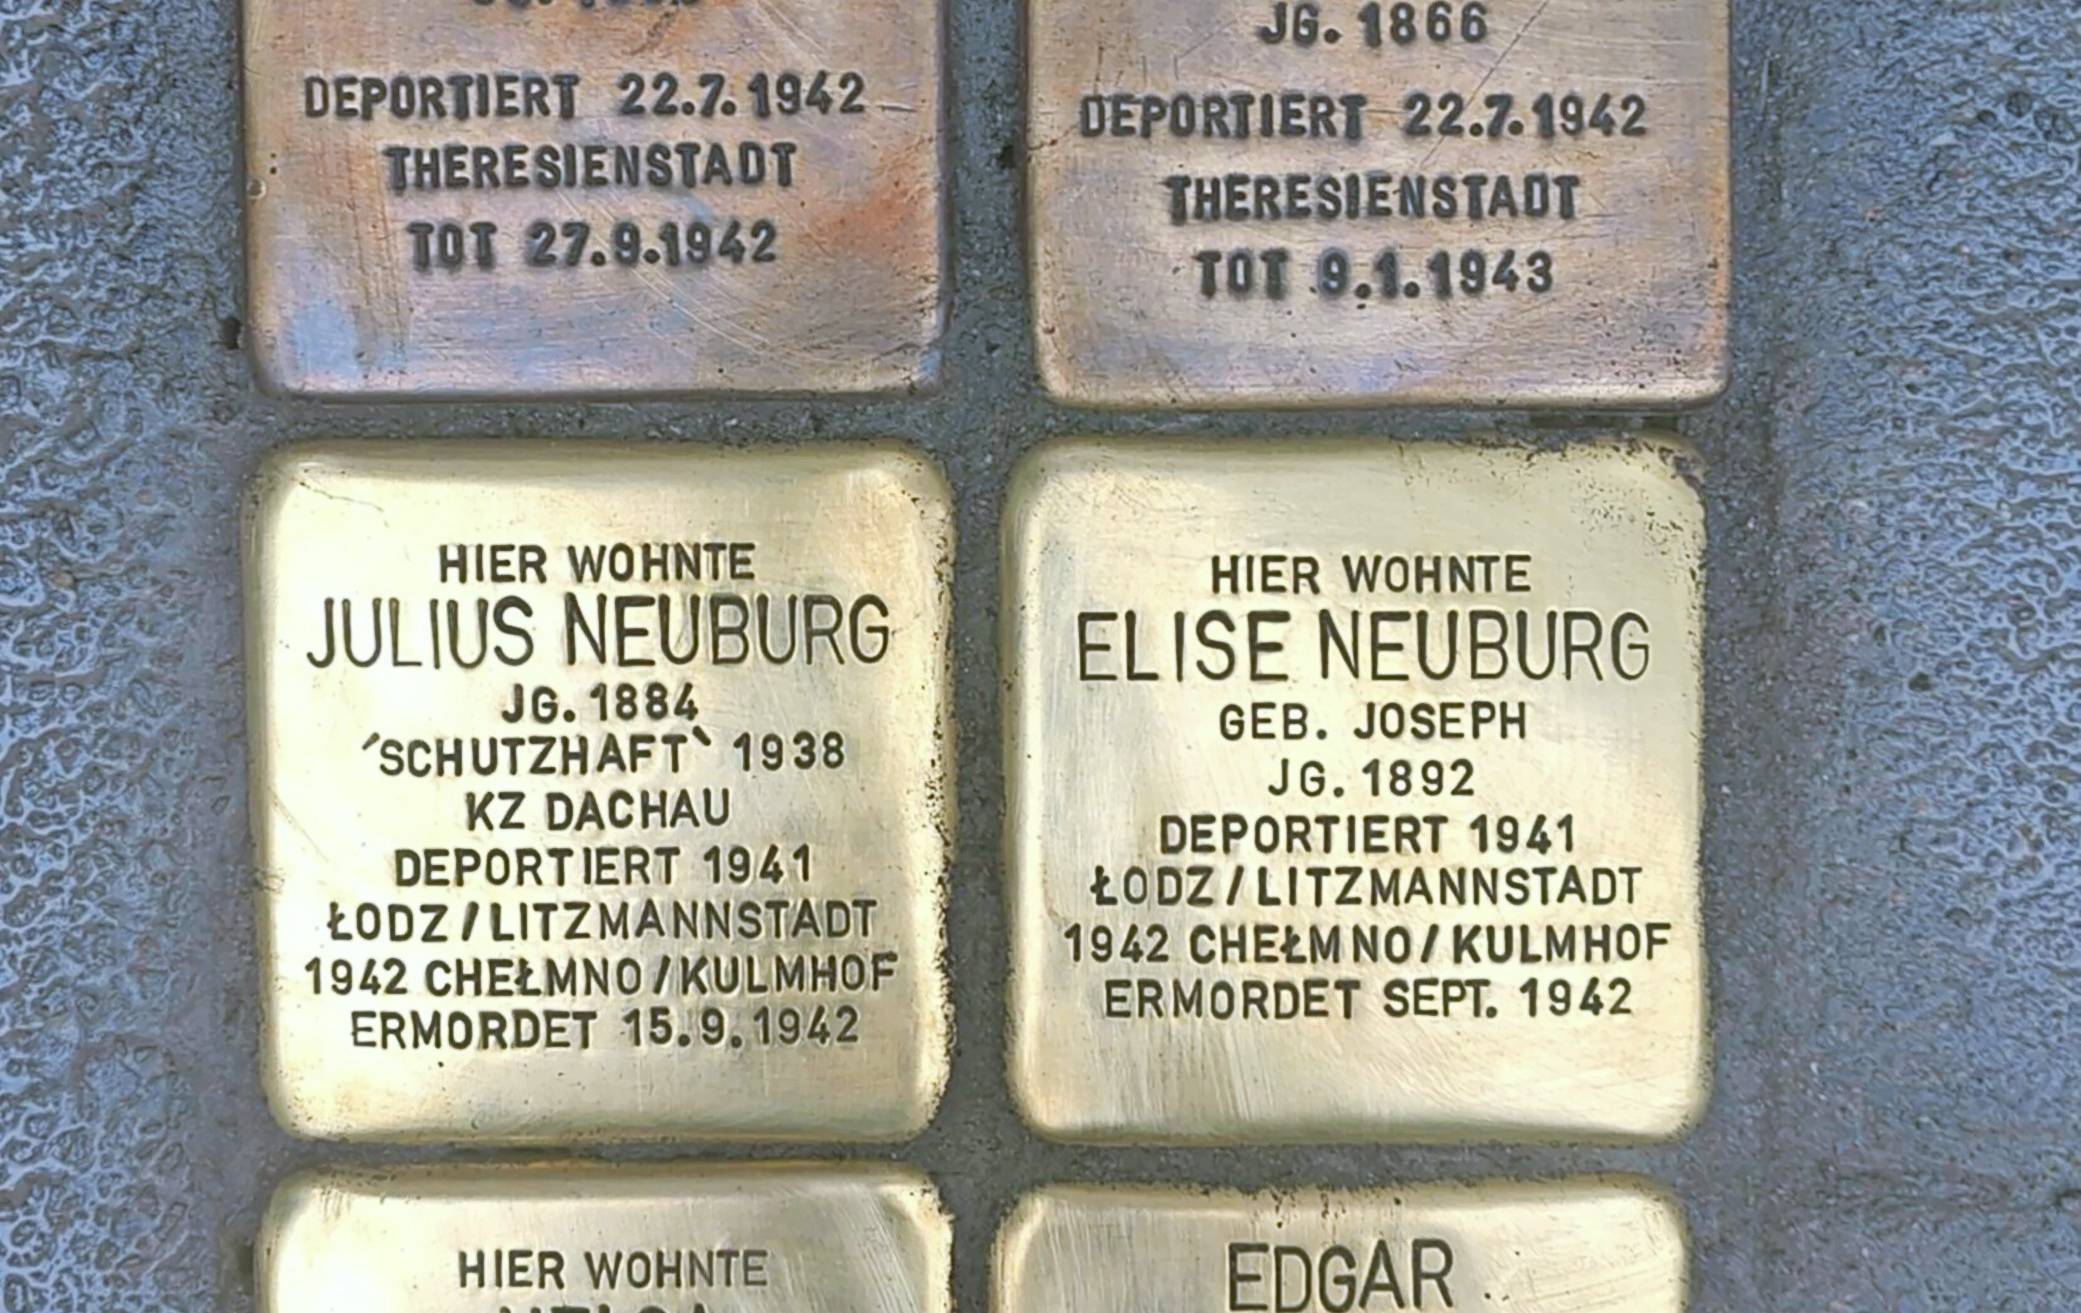 DEPORTIERT 22.7.1942
THERESIENSTADT
TOT 27.9.1942
JG. 1866
DEPORTIERT 22.7.1942
THERESIENSTADT
TOT 9.1.1943
HIER WOHNTE
JULIUS NEUBURG
JG. 1884
´SCHUTZHAFT` 1938
KZ DACHAU
DEPORTIERT 1941
ŁODZ/LITZMANNSTADT
1942 CHEŁMNO/KULMHOF
ERMORDET 15.9.1942
HIER WOHNTE
ELISE NEUBURG
GEB. JOSEPH
JG. 1892
DEPORTIERT 1941
ŁODZ/LITZMANNSTADT
1942 CHEŁMNO/KULMHOF
ERMORDET SEPT. 1942
HIER WOHNTE
EDGAR